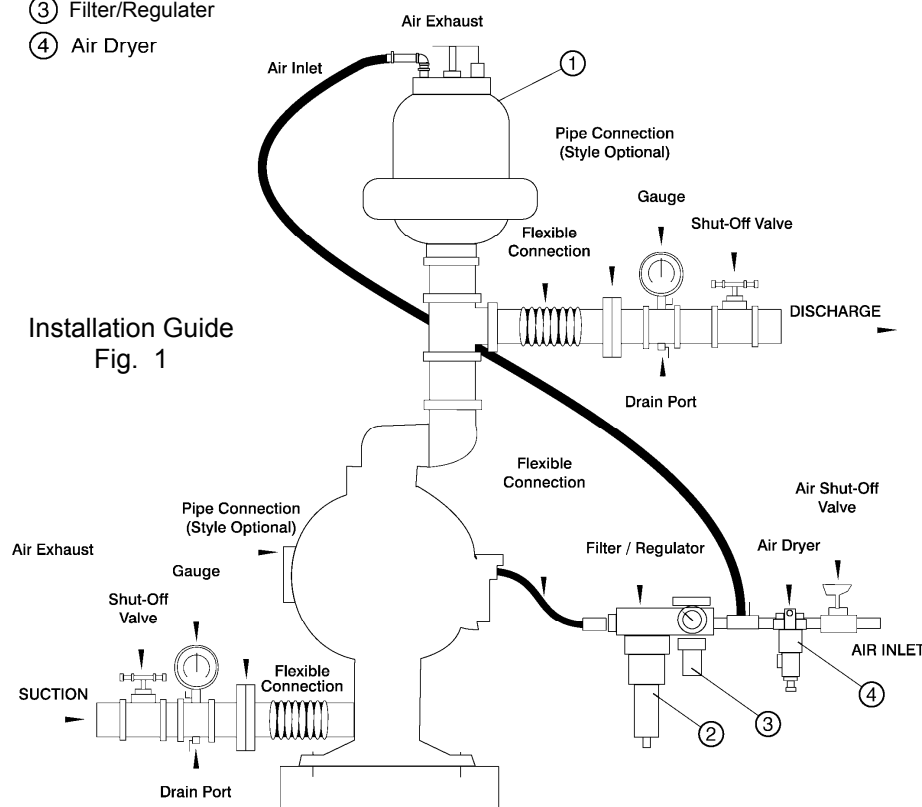 ③ Filter/Regulater
④ Air Dryer
Air Exhaust
Air Inlet
①
Pipe Connection
(Style Optional)
Gauge
Shut-Off Valve
Flexible
Connection
DISCHARGE
Installation Guide
Fig. 1
Drain Port
Flexible
Connection
Air Shut-Off
Valve
Pipe Connection
(Style Optional)
Filter / Regulator
Air Dryer
Air Exhaust
Gauge
Shut-Off
Valve
AIR INLET
Flexible
Connection
SUCTION
④
③
②
Drain Port